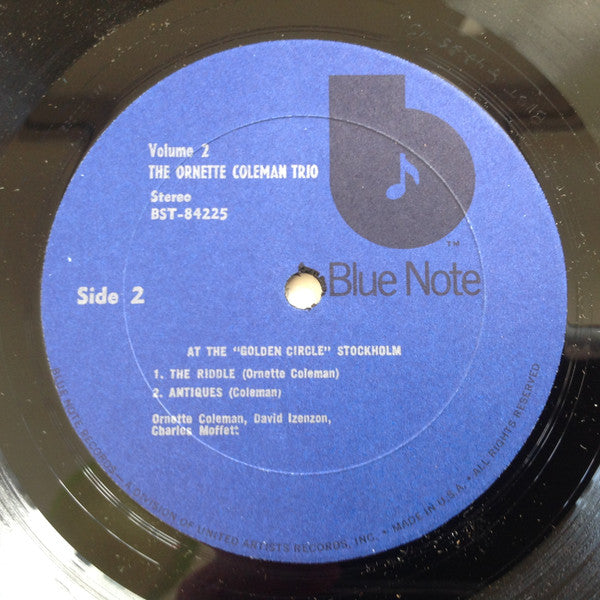 Volume 2
THE ORNETTE COLEMAN TRIO
Stereo
BST-84225
TM
Blue Note
Side 2
AT THE "GOLDEN CIRCLE" STOCKHOLM
1. THE RIDDLE (Ornette Coleman)
2. ANTIQUES (Coleman)
Ornette Coleman, David Izenzon,
Charles Moffett
BLUE NOTE RECORDS — A DIVISION OF UNITED ARTISTS RECORDS, INC. • MADE IN U.S.A. • ALL RIGHTS RESERVED